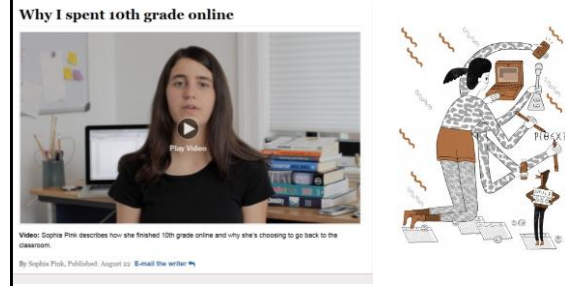 Why I spent 10th grade online
Play Video
Video: Sophia Pink describes how she finished 10th grade online and why she's choosing to go back to the
classroom.
By Sophia Pink, Published: August 22 E-mail the writer